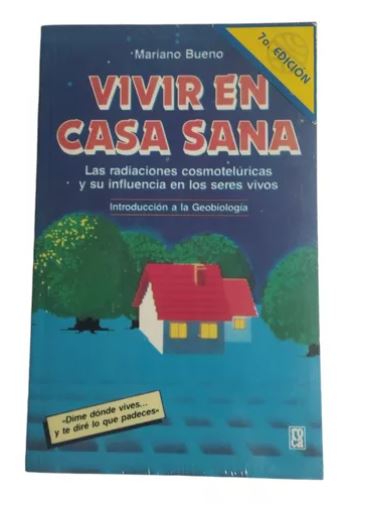 7a. EDICIÓN
Mariano Bueno
VIVIR EN
CASA SANA
Las radiaciones cosmotelúricas
y su influencia en los seres vivos
Introducción a la Geobiología
«Dime dónde vives...
y te diré lo que padeces»
roca